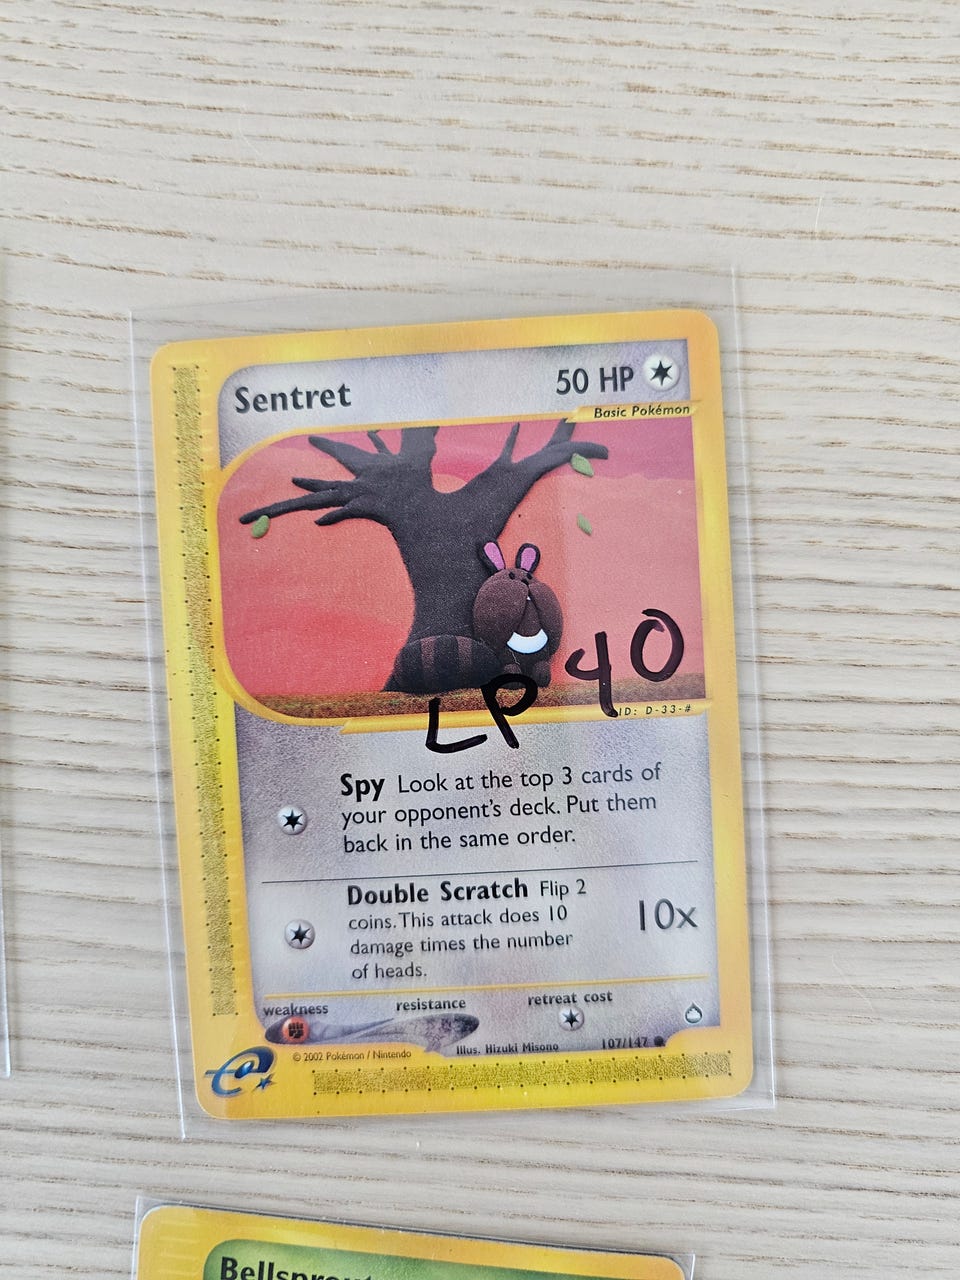 Sentret
50 HP
Basic Pokémon
LP 40
ID: D-33-#
Spy Look at the top 3 cards of
your opponent's deck. Put them
back in the same order.
Double Scratch Flip 2
coins. This attack does 10
damage times the number
of heads.
10x
weakness
resistance
retreat cost
© 2002 Pokémon / Nintendo
Illus. Hizuki Misono
107/147
e
Bellsprout